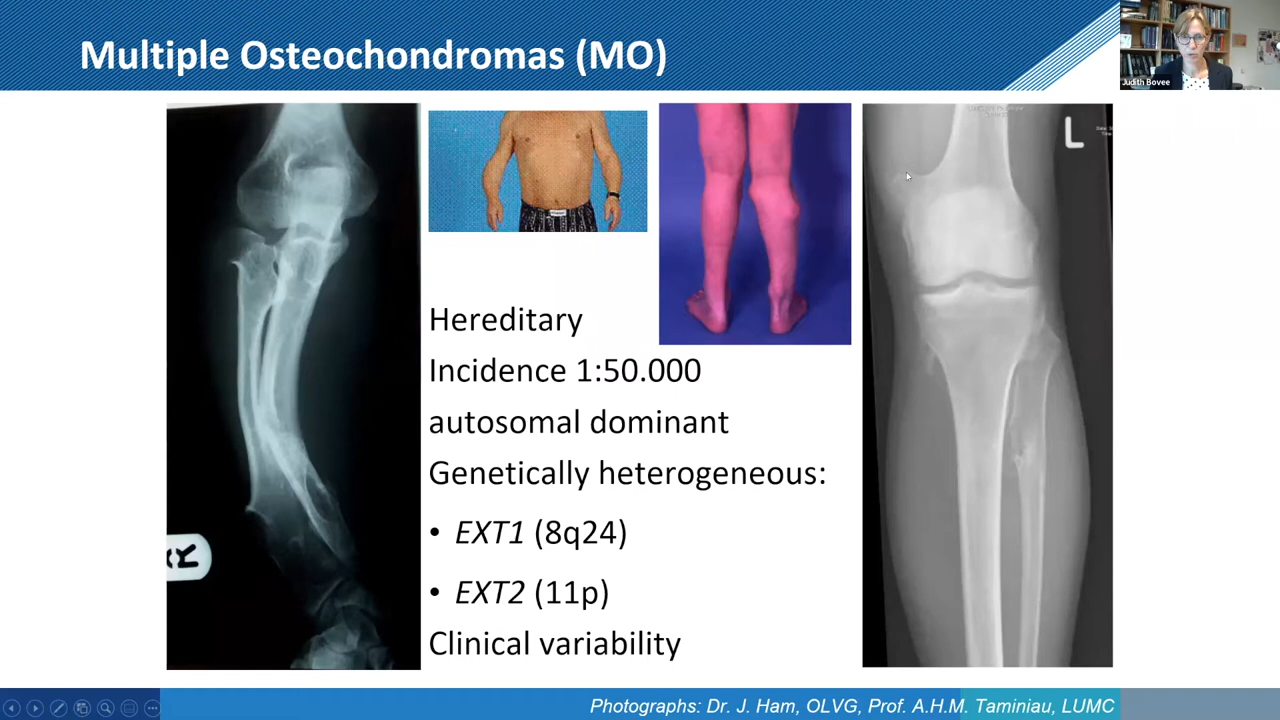 Multiple Osteochondromas (MO)
Judith Bovee
L
Hereditary
Incidence 1:50.000
autosomal dominant
Genetically heterogeneous:
• EXT1 (8q24)
• EXT2 (11p)
Clinical variability
R
Photographs: Dr. J. Ham, OLVG, Prof. A.H.M. Taminiau, LUMC